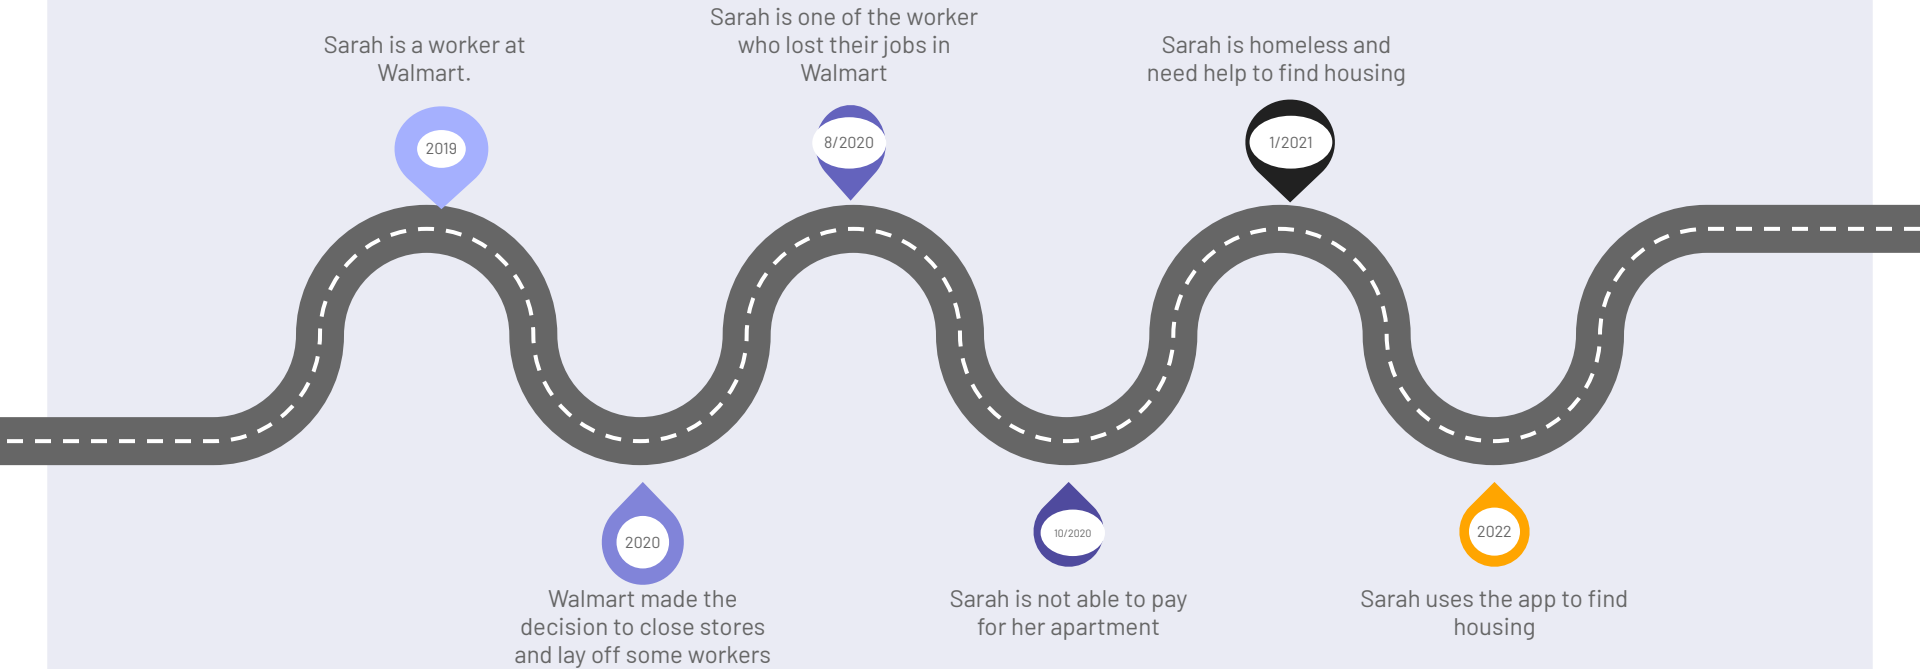 Sarah is a worker at
Walmart.
2019
Walmart made the
decision to close stores
and lay off some workers
2020
Sarah is one of the worker
who lost their jobs in
Walmart
8/2020
Sarah is not able to pay
for her apartment
10/2020
Sarah is homeless and
need help to find housing
1/2021
Sarah uses the app to find
housing
2022